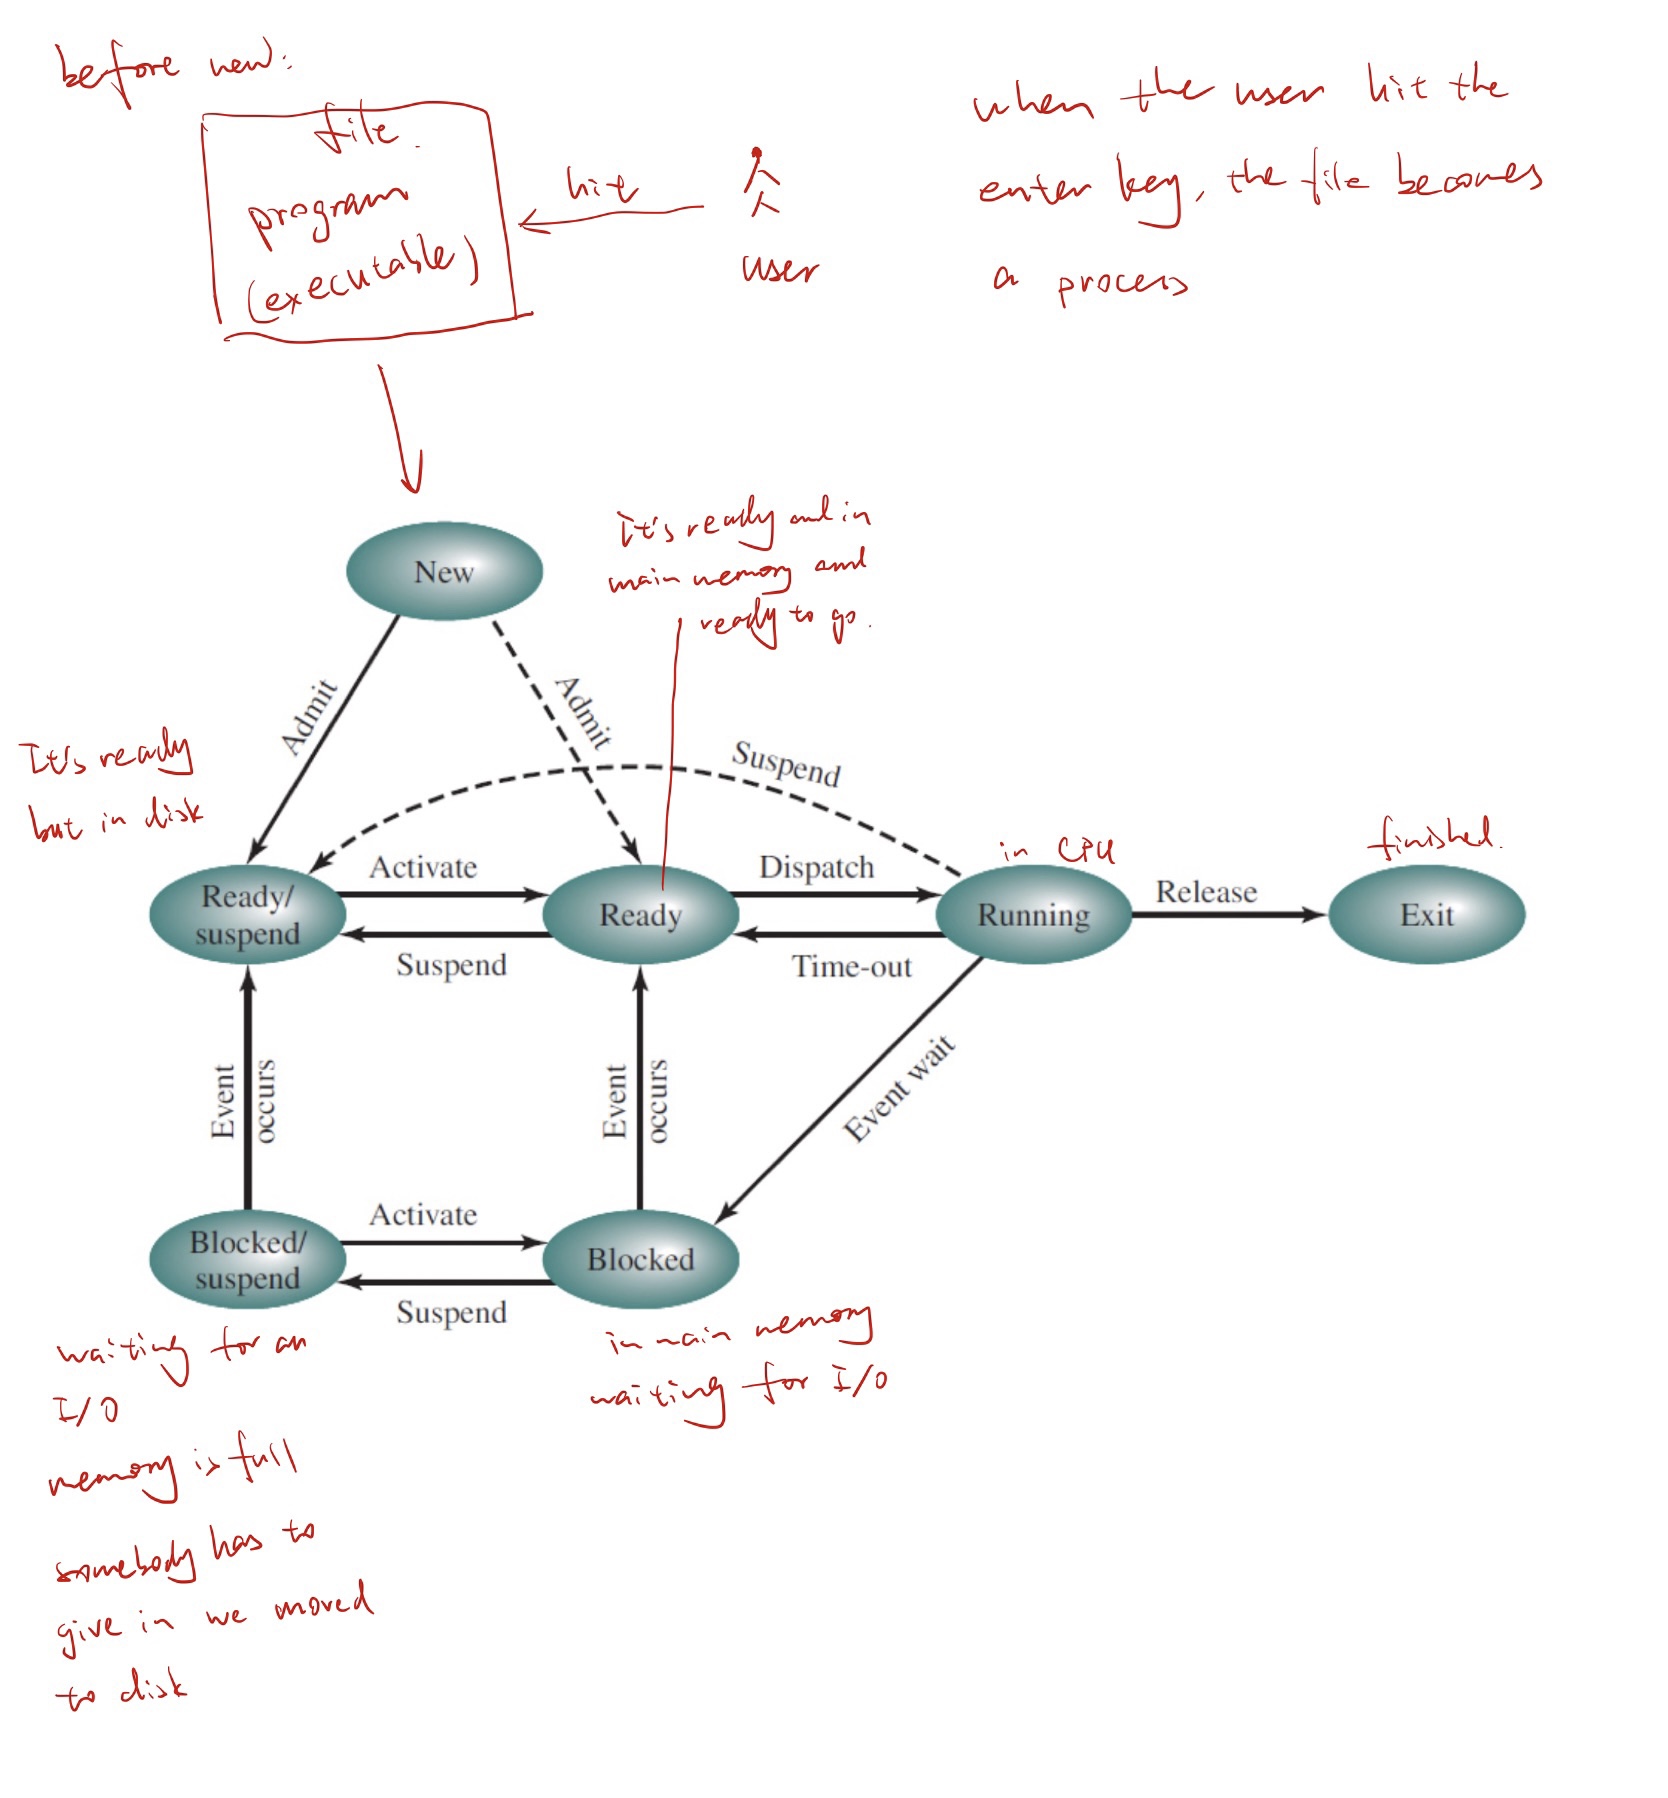 before new:
file.
program
(executable)
hit
user
when the user hit the
enter key, the file becomes
a process
New
It's ready and in
main memory and
ready to go.
Admit
Admit
Suspend
It's ready
but in disk
in CPU
finished.
Activate
Dispatch
Release
Ready/
suspend
Ready
Running
Exit
Suspend
Time-out
Event
occurs
Event
occurs
Event wait
Activate
Blocked/
suspend
Blocked
Suspend
waiting for an
I/O
memory is full
somebody has to
give in we moved
to disk
in main memory
waiting for I/O